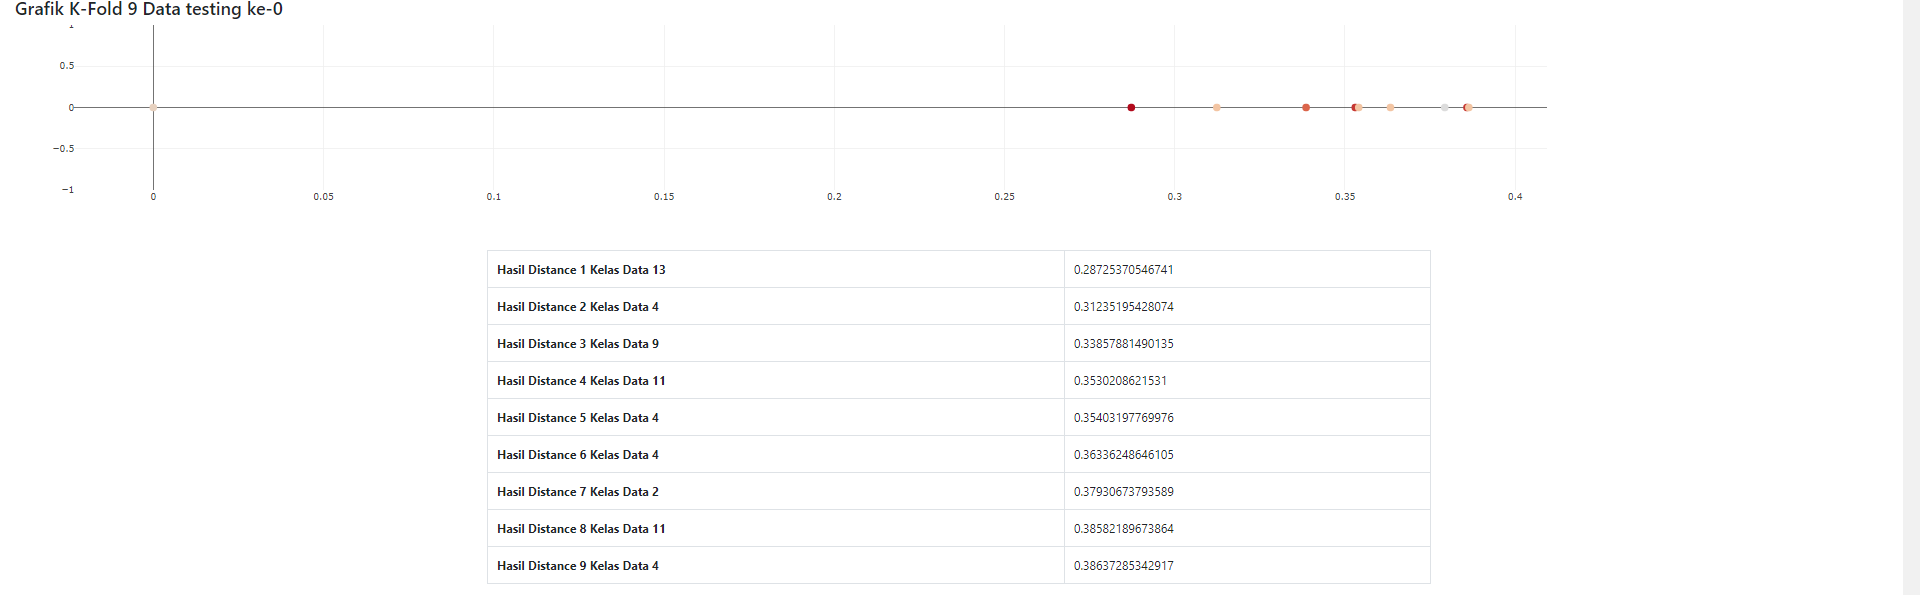 Grafik K-Fold 9 Data testing ke-0
1
0.5
0
−0.5
−1
0 0.05 0.1 0.15 0.2 0.25 0.3 0.35 0.4
Hasil Distance 1 Kelas Data 13 0.28725370546741
Hasil Distance 2 Kelas Data 4 0.31235195428074
Hasil Distance 3 Kelas Data 9 0.33857881490135
Hasil Distance 4 Kelas Data 11 0.3530208621531
Hasil Distance 5 Kelas Data 4 0.35403197769976
Hasil Distance 6 Kelas Data 4 0.36336248646105
Hasil Distance 7 Kelas Data 2 0.37930673793589
Hasil Distance 8 Kelas Data 11 0.38582189673864
Hasil Distance 9 Kelas Data 4 0.38637285342917